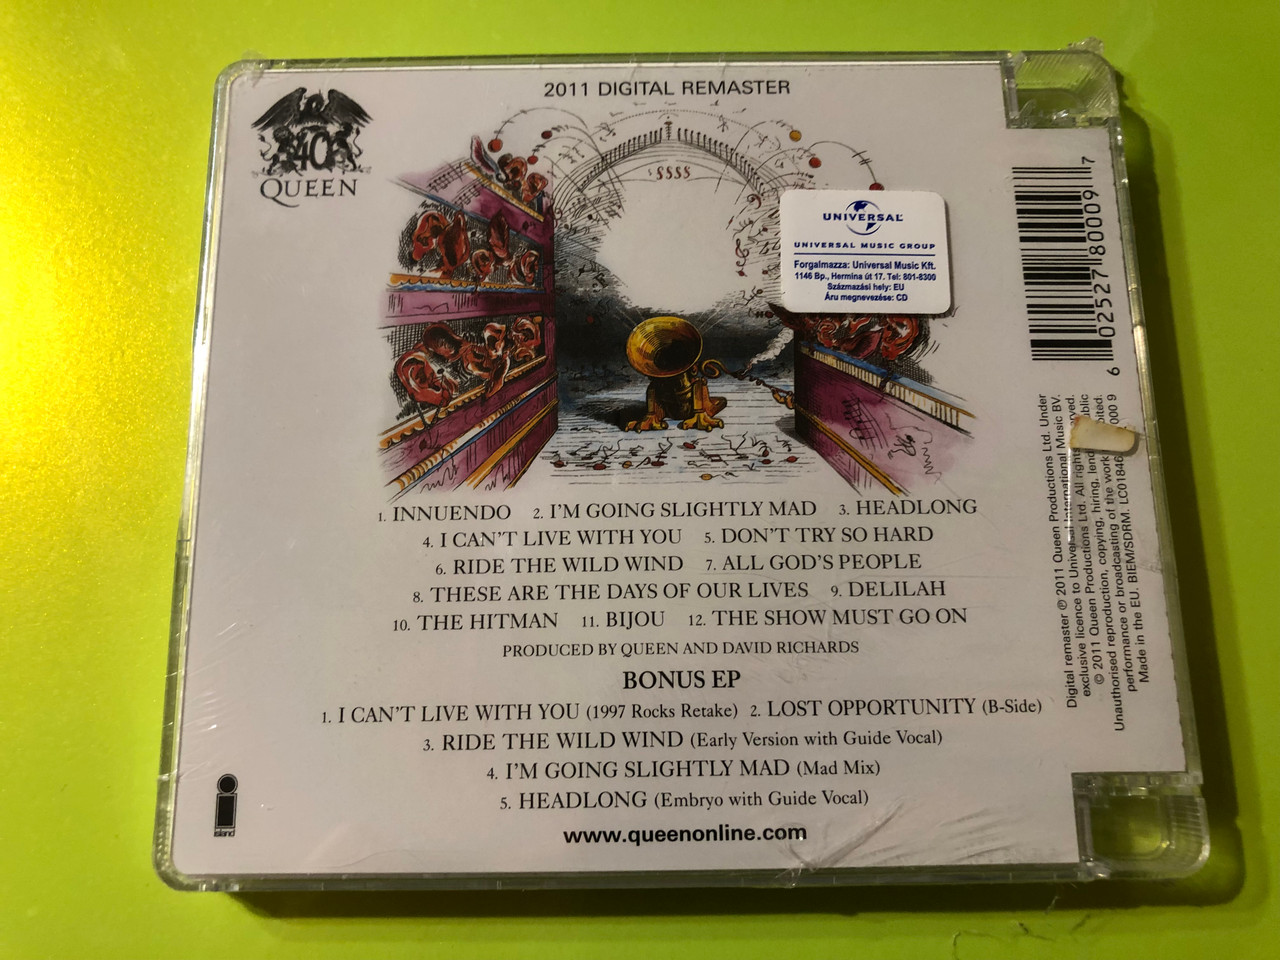 2011 DIGITAL REMASTER
40
QUEEN
UNIVERSAL
UNIVERSAL MUSIC GROUP
Forgalmazza: Universal Music Kft.
1146 Bp., Hermina út 17. Tel: 801-8300
Származási hely: EU
Áru megnevezése: CD
1. INNUENDO 2. I'M GOING SLIGHTLY MAD 3. HEADLONG
4. I CAN'T LIVE WITH YOU 5. DON'T TRY SO HARD
6. RIDE THE WILD WIND 7. ALL GOD'S PEOPLE
8. THESE ARE THE DAYS OF OUR LIVES 9. DELILAH
10. THE HITMAN 11. BIJOU 12. THE SHOW MUST GO ON
PRODUCED BY QUEEN AND DAVID RICHARDS
BONUS EP
1. I CAN'T LIVE WITH YOU (1997 Rocks Retake) 2. LOST OPPORTUNITY (B-Side)
3. RIDE THE WILD WIND (Early Version with Guide Vocal)
4. I'M GOING SLIGHTLY MAD (Mad Mix)
5. HEADLONG (Embryo with Guide Vocal)
www.queenonline.com
island
6 02527 80009 7
Digital remaster ℗ 2011 Queen Productions Ltd. Under
exclusive licence to Universal International Music BV.
© 2011 Queen Productions Ltd. All rights
Unauthorised reproduction, copying, hiring,
performance or broadcasting of the work
Made in the EU. BIEM/SDRM. LC01846